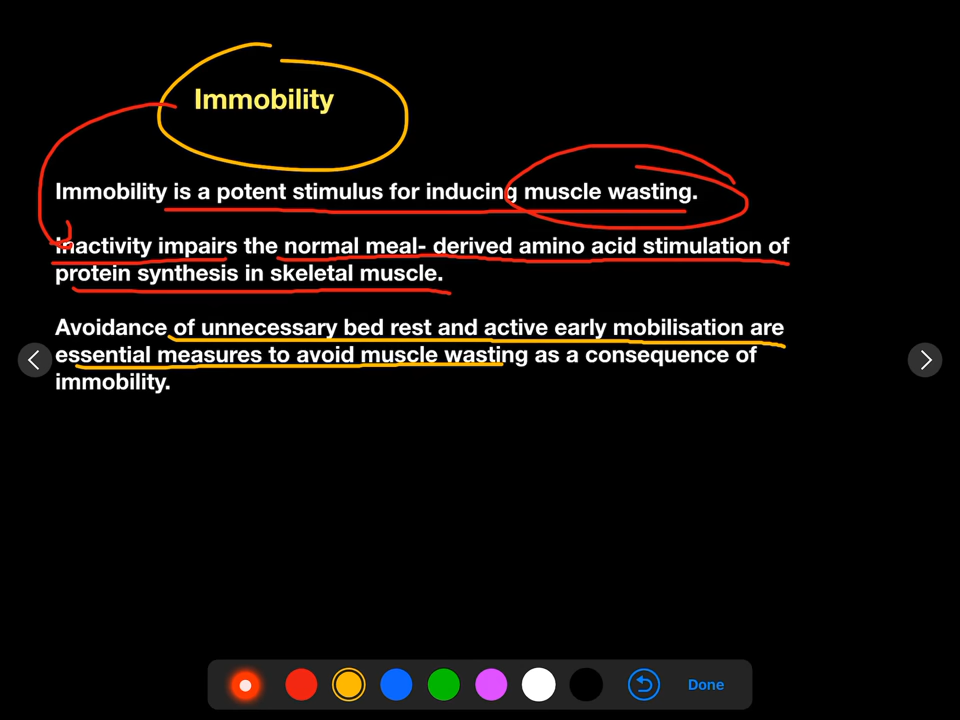 Immobility
Immobility is a potent stimulus for inducing muscle wasting.
Inactivity impairs the normal meal- derived amino acid stimulation of
protein synthesis in skeletal muscle.
Avoidance of unnecessary bed rest and active early mobilisation are
essential measures to avoid muscle wasting as a consequence of
immobility.
Done